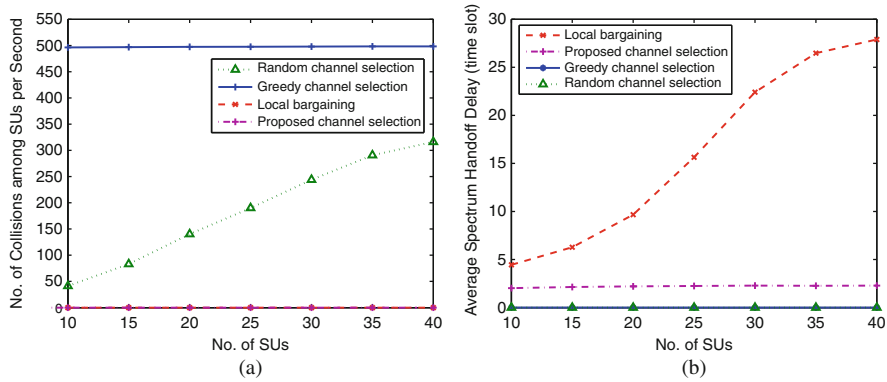 550
500
450
400
350
300
250
200
150
100
50
0
10 15 20 25 30 35 40
No. of Collisions among SUs per Second
No. of SUs
Random channel selection
Greedy channel selection
Local bargaining
Proposed channel selection
(a)
30
25
20
15
10
5
0
10 15 20 25 30 35 40
Average Spectrum Handoff Delay (time slot)
No. of SUs
Local bargaining
Proposed channel selection
Greedy channel selection
Random channel selection
(b)